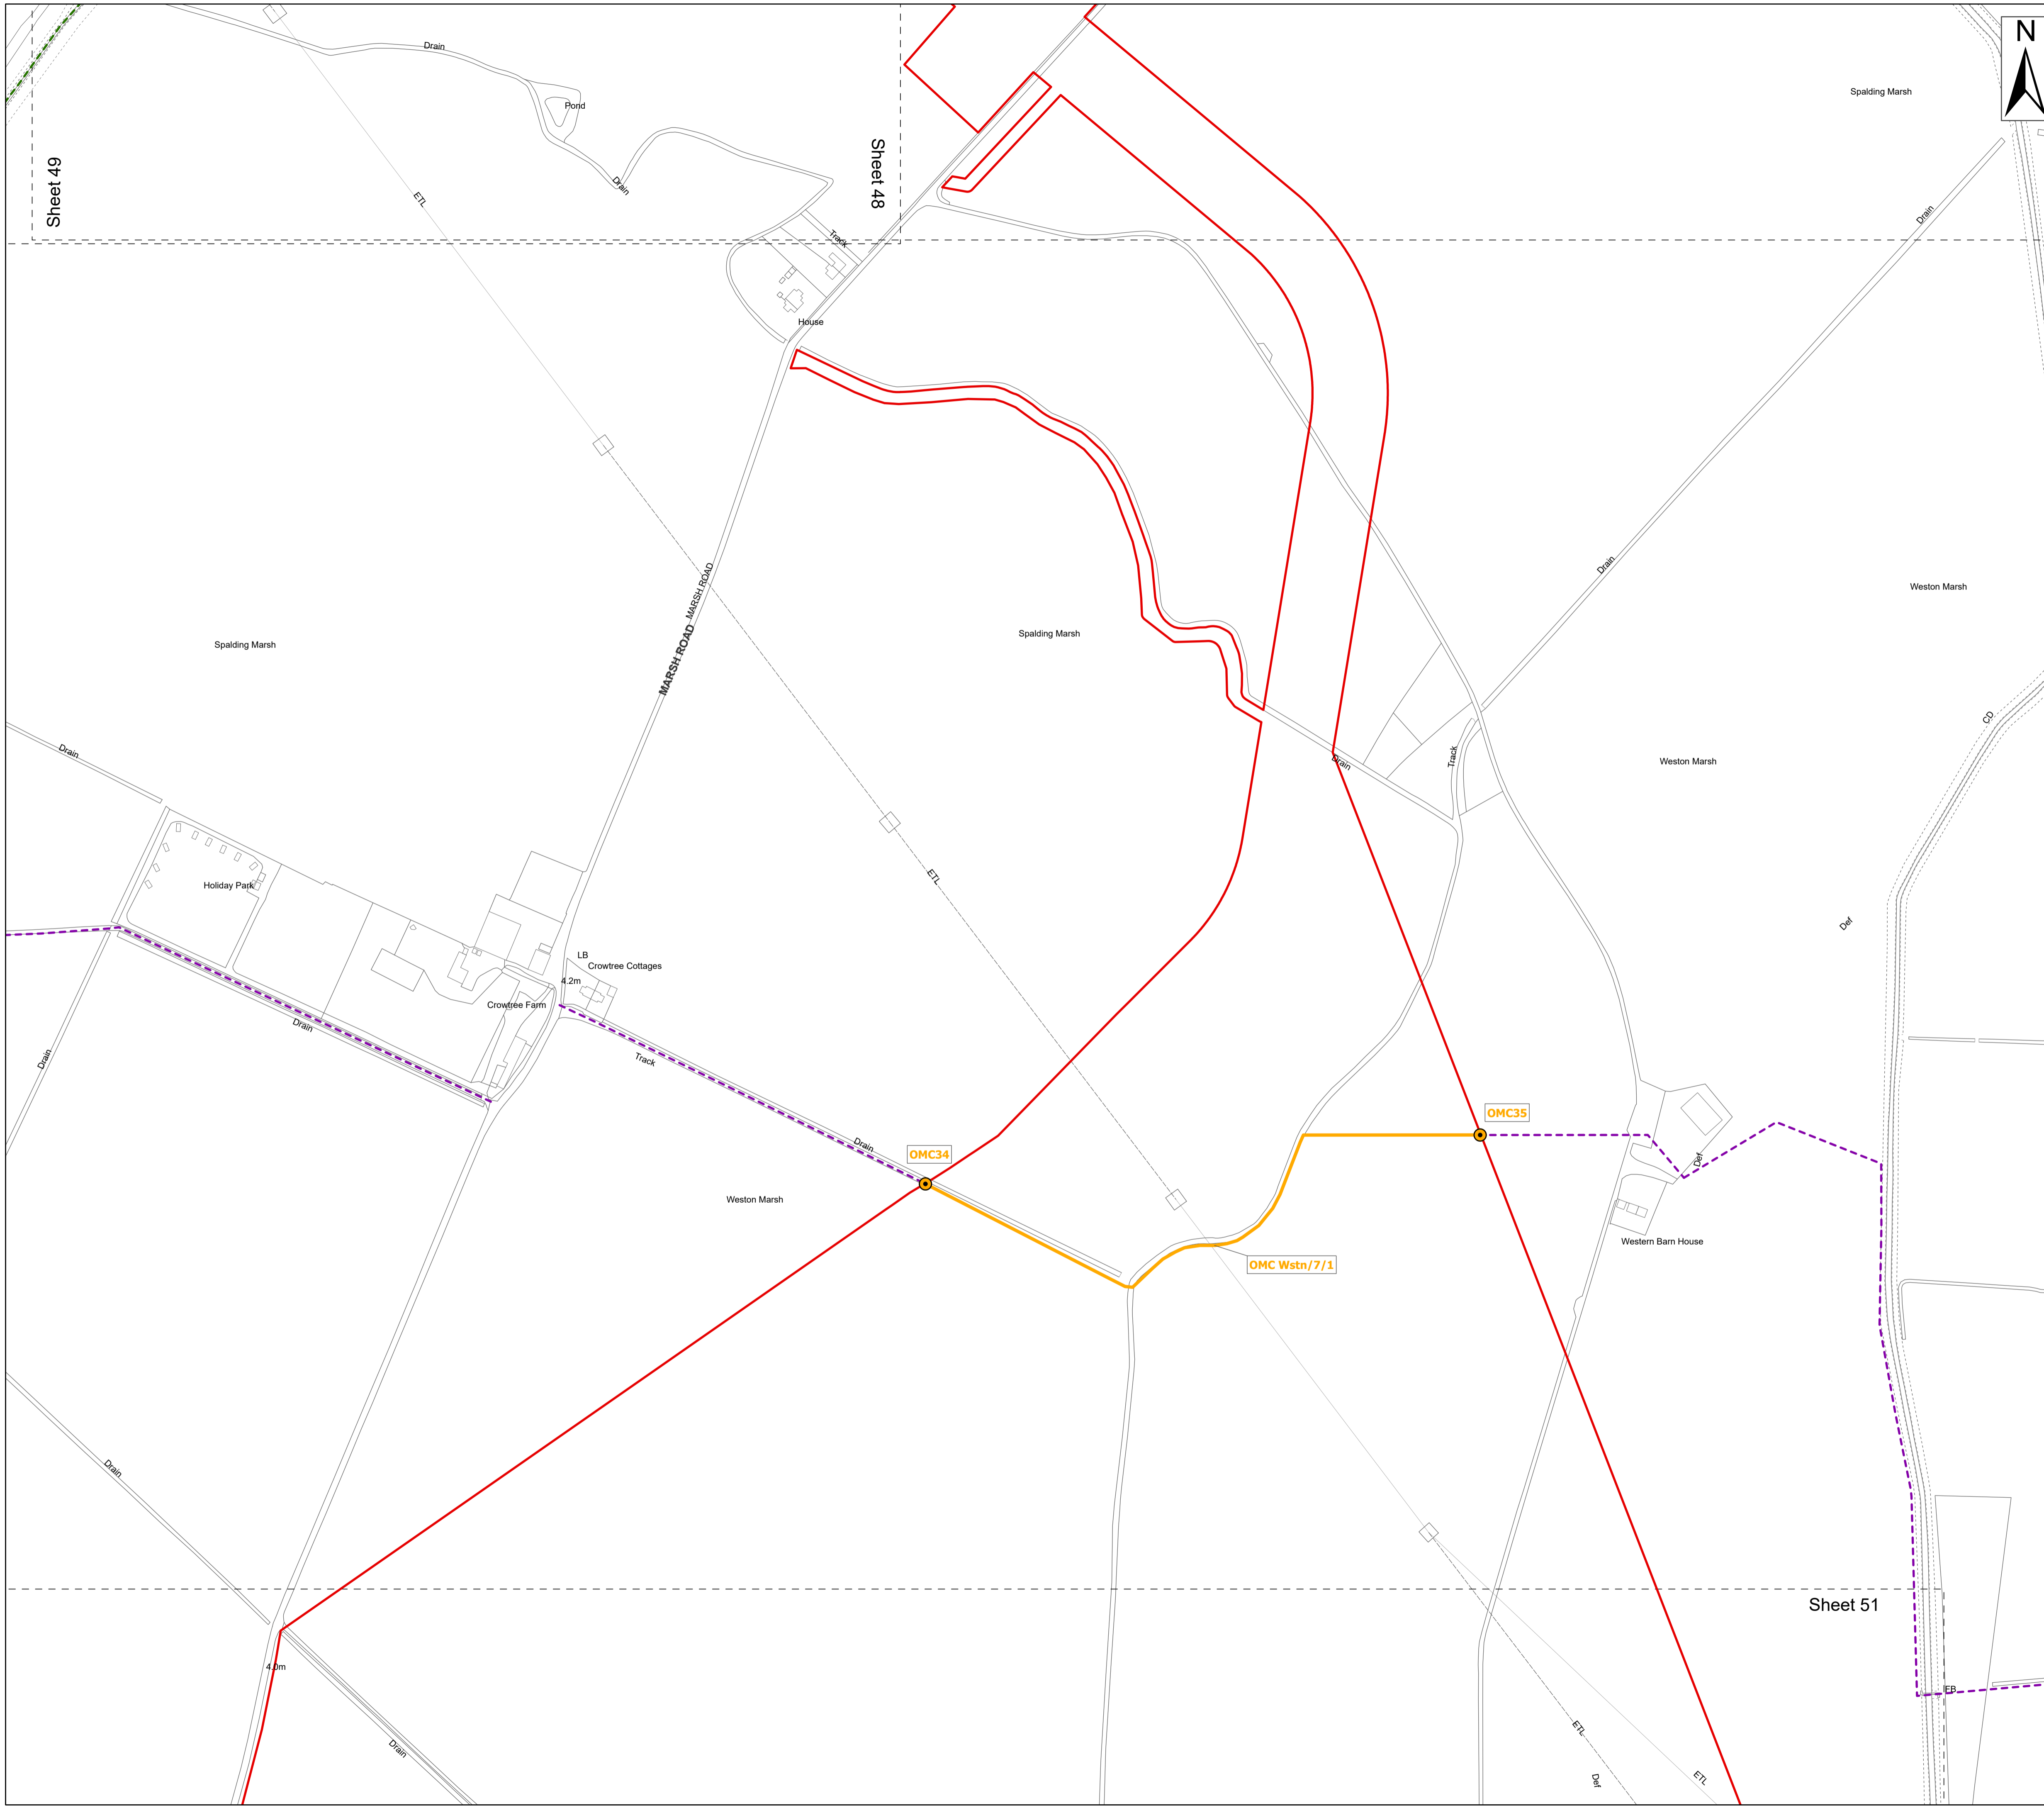 N
Drain
Spalding Marsh
Pond
Sheet 49
Sheet 48
Drain
ETL
Drain
Track
House
Drain
MARSH ROAD
Weston Marsh
Spalding Marsh
Spalding Marsh
MARSH ROAD
CD
Drain
Track
Drain
Weston Marsh
ETL
Holiday Park
Def
LB
Crowtree Cottages
4.2m
Crowtree Farm
Drain
Drain
Track
OMC35
Drain
OMC34
Def
Weston Marsh
Western Barn House
OMC Wstn/7/1
Drain
Sheet 51
4.0m
FB
Drain
ETL
ETL
Def